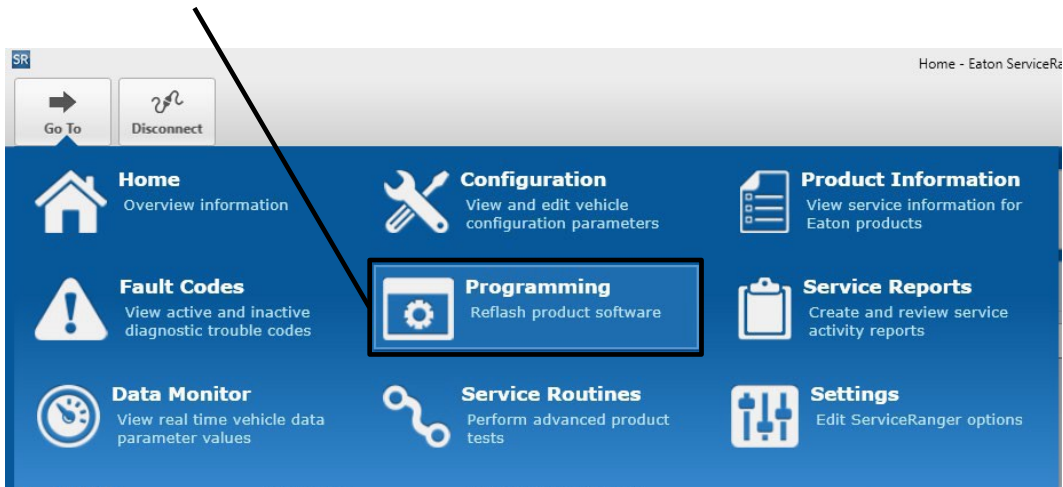 SR
Home - Eaton ServiceRa
Go To
Disconnect
Home
Overview information
Configuration
View and edit vehicle
configuration parameters
Product Information
View service information for
Eaton products
Fault Codes
View active and inactive
diagnostic trouble codes
Programming
Reflash product software
Service Reports
Create and review service
activity reports
Data Monitor
View real time vehicle data
parameter values
Service Routines
Perform advanced product
tests
Settings
Edit ServiceRanger options